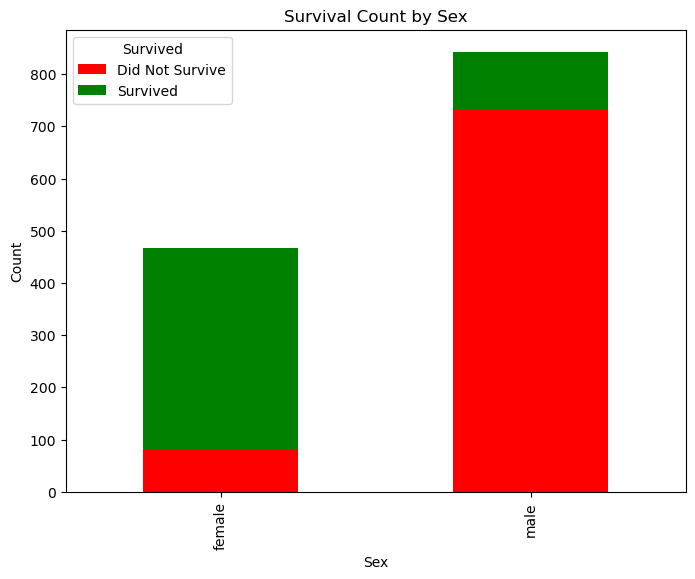 Survival Count by Sex
Survived
Did Not Survive
Survived
800
700
600
500
400
300
200
100
0
Count
female
male
Sex